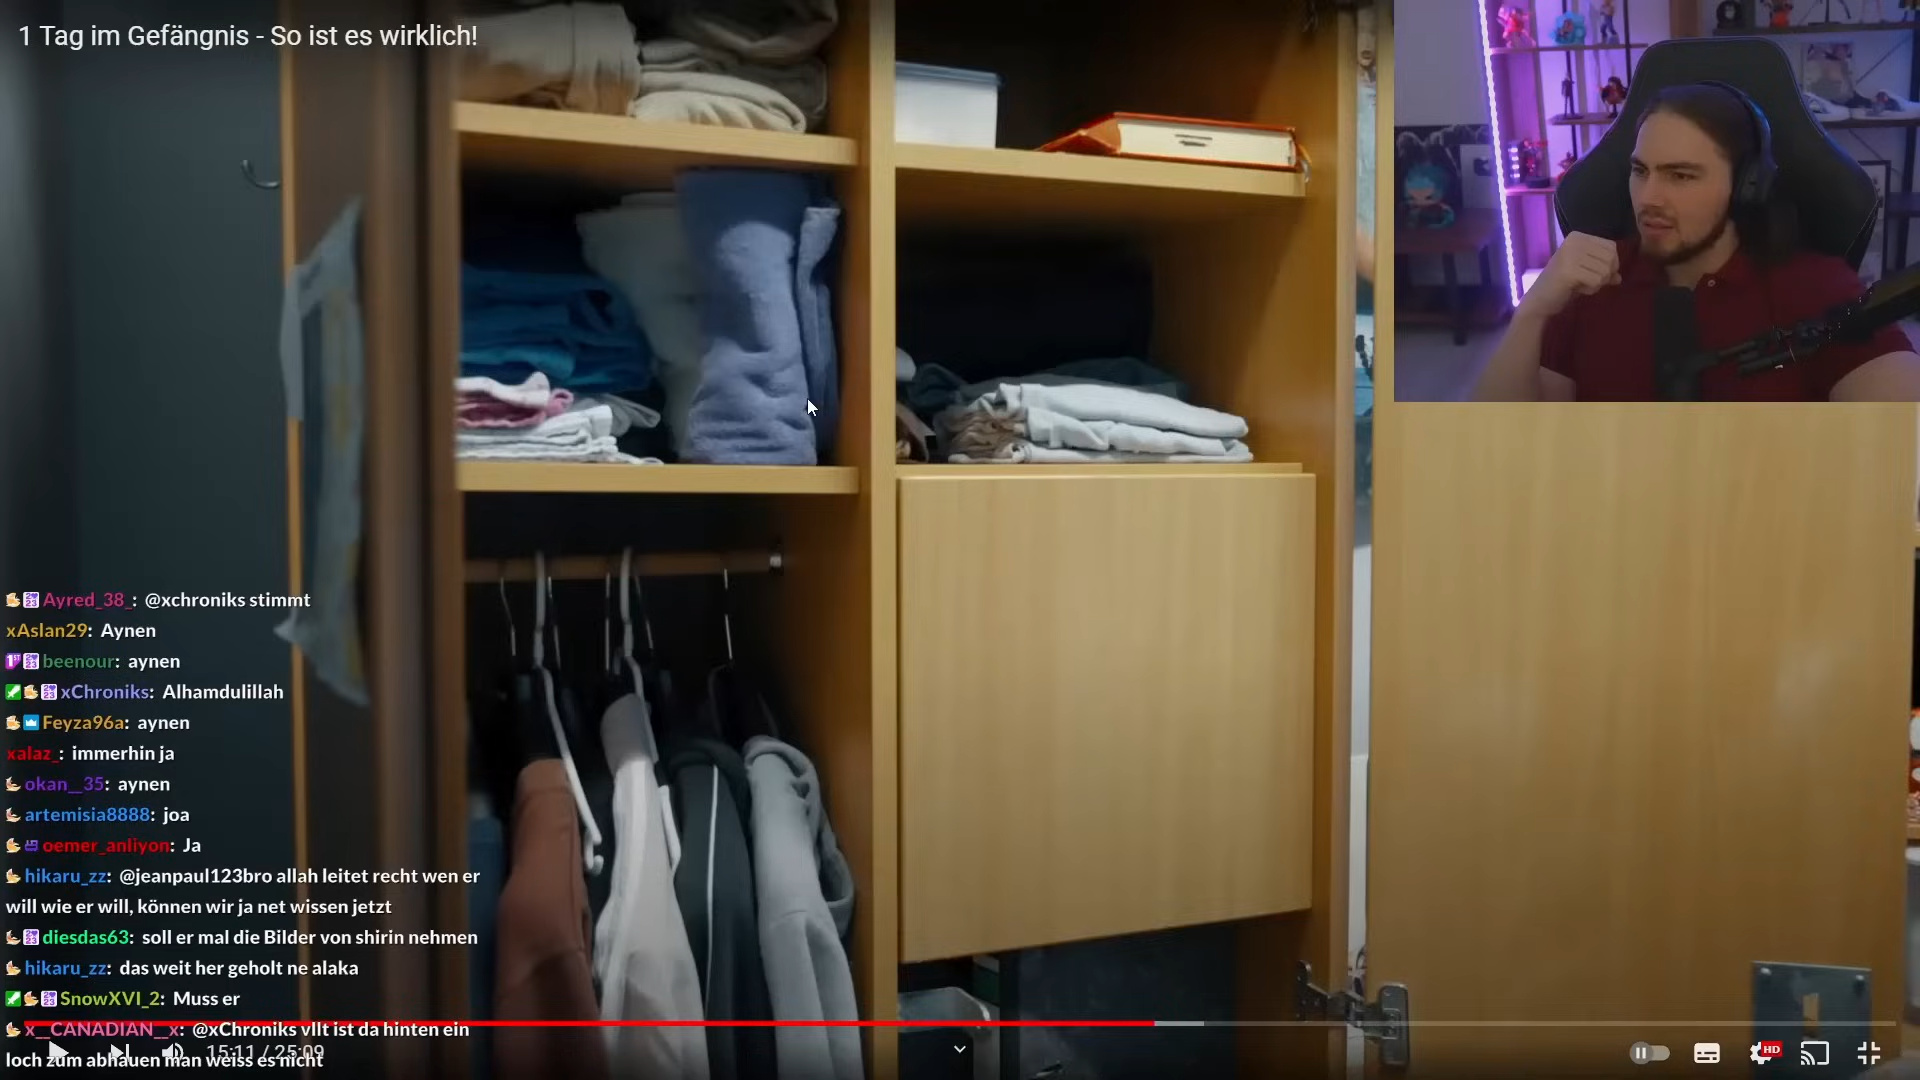 1 Tag im Gefängnis - So ist es wirklich!
Ayred_38_: @xchroniks stimmt
xAslan29: Aynen
beenour: aynen
xChroniks: Alhamdulillah
Feyza96a: aynen
xalaz_: immerhin ja
okan__35: aynen
artemisia8888: joa
oemer_anliyon: Ja
hikaru_zz: @jeanpaul123bro allah leitet recht wen er
will wie er will, können wir ja net wissen jetzt
diesdas63: soll er mal die Bilder von shirin nehmen
hikaru_zz: das weit her geholt ne alaka
SnowXVI_2: Muss er
x__CANADIAN__x: @xChroniks vllt ist da hinten ein
loch zum abhauen man weiss es nicht
15:11 / 25:09
HD